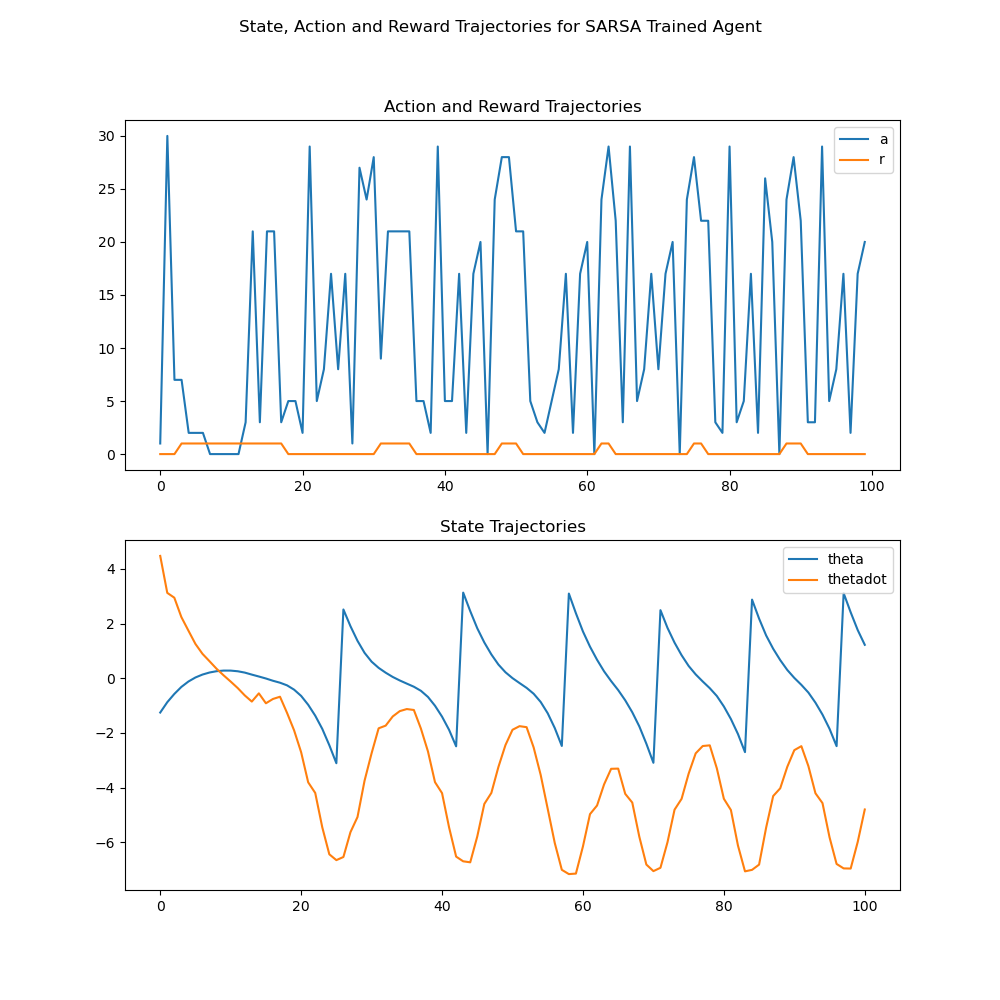 State, Action and Reward Trajectories for SARSA Trained Agent
Action and Reward Trajectories
30
25
20
15
10
5
0
a
r
0 20 40 60 80 100
State Trajectories
4
2
0
−2
−4
−6
theta
thetadot
0 20 40 60 80 100